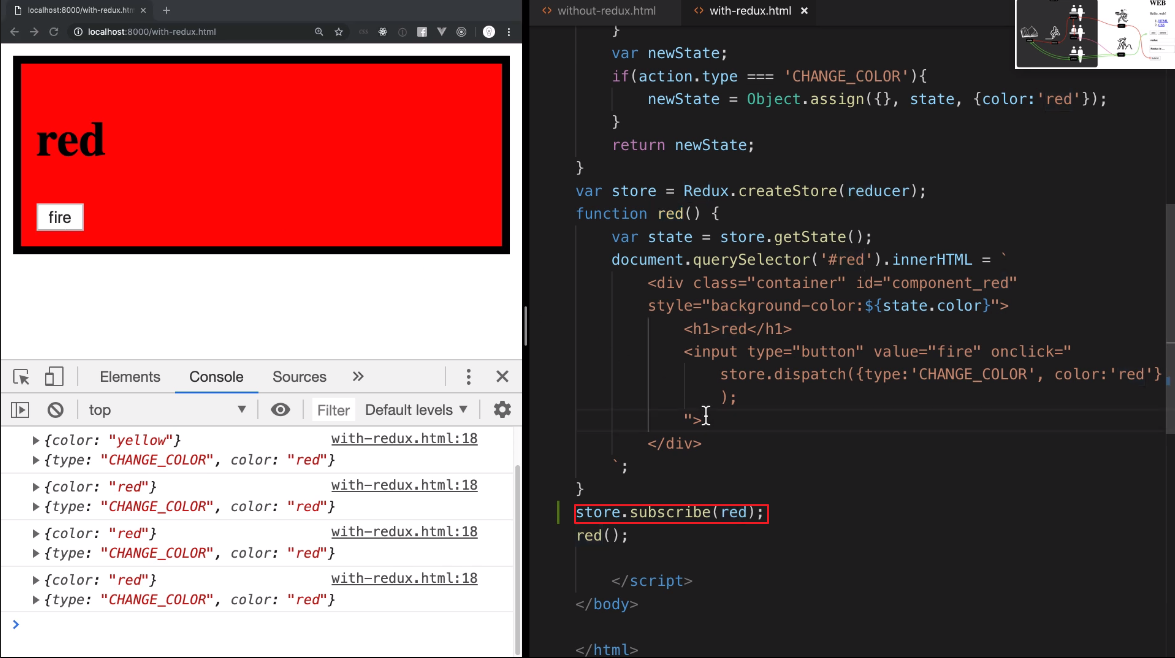 localhost:8000/with-redux.htm
localhost:8000/with-redux.html
red
fire
Elements
Console
Sources
top
Filter
Default levels
{color: "yellow"}
with-redux.html:18
{type: "CHANGE_COLOR", color: "red"}
{color: "red"}
with-redux.html:18
{type: "CHANGE_COLOR", color: "red"}
{color: "red"}
with-redux.html:18
{type: "CHANGE_COLOR", color: "red"}
{color: "red"}
with-redux.html:18
{type: "CHANGE_COLOR", color: "red"}
without-redux.html
with-redux.html
}
var newState;
if(action.type === 'CHANGE_COLOR'){
newState = Object.assign({}, state, {color:'red'});
}
return newState;
}
var store = Redux.createStore(reducer);
function red() {
var state = store.getState();
document.querySelector('#red').innerHTML = `
<div class="container" id="component_red"
style="background-color:${state.color}">
<h1>red</h1>
<input type="button" value="fire" onclick="
store.dispatch({type:'CHANGE_COLOR', color:'red'}
);
">
</div>
`;
}
store.subscribe(red);
red();
</script>
</body>
</html>
WEB